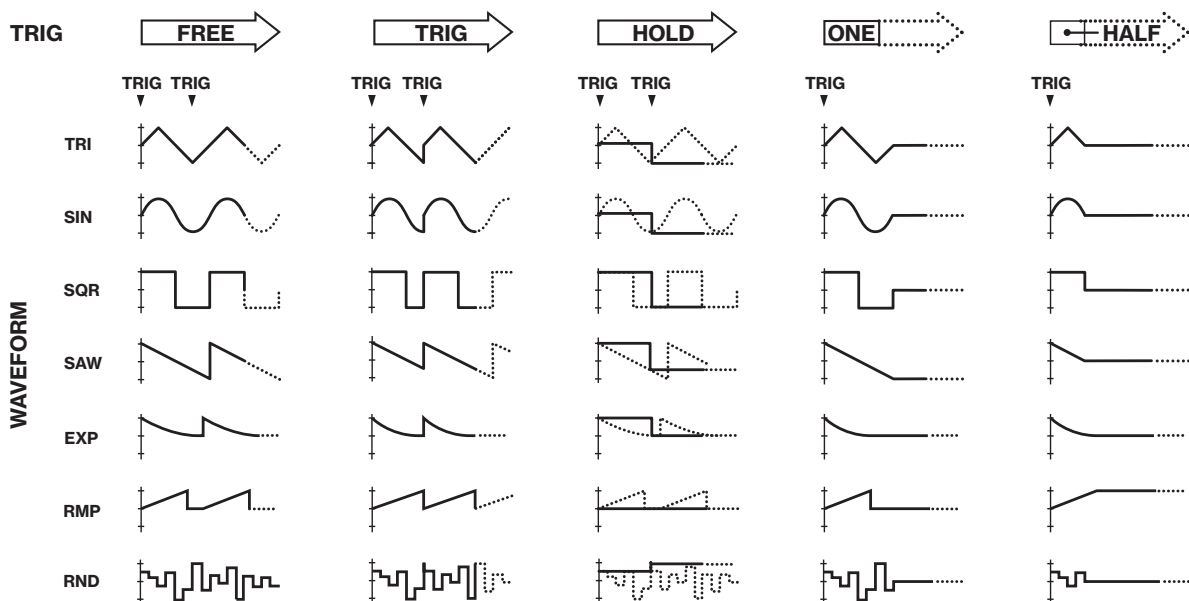 TRIG FREE TRIG HOLD ONE HALF
TRIG TRIG TRIG TRIG TRIG TRIG TRIG TRIG
WAVEFORM
TRI
SIN
SQR
SAW
EXP
RMP
RND